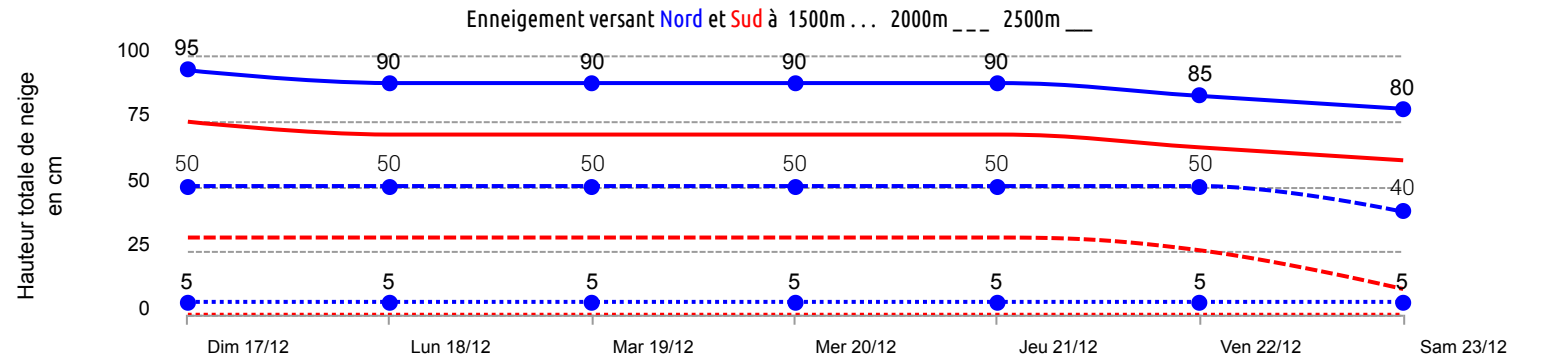 Enneigement versant Nord et Sud à 1500m . . . 2000m _ _ _ 2500m __
Hauteur totale de neige
en cm
100
75
50
25
0
95 90 90 90 90 85 80
50 50 50 50 50 50 40
5 5 5 5 5 5 5
Dim 17/12 Lun 18/12 Mar 19/12 Mer 20/12 Jeu 21/12 Ven 22/12 Sam 23/12